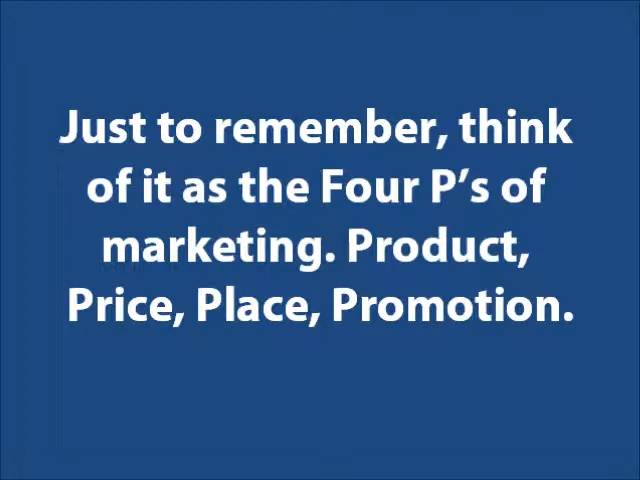 Just to remember, think
of it as the Four P’s of
marketing. Product,
Price, Place, Promotion.